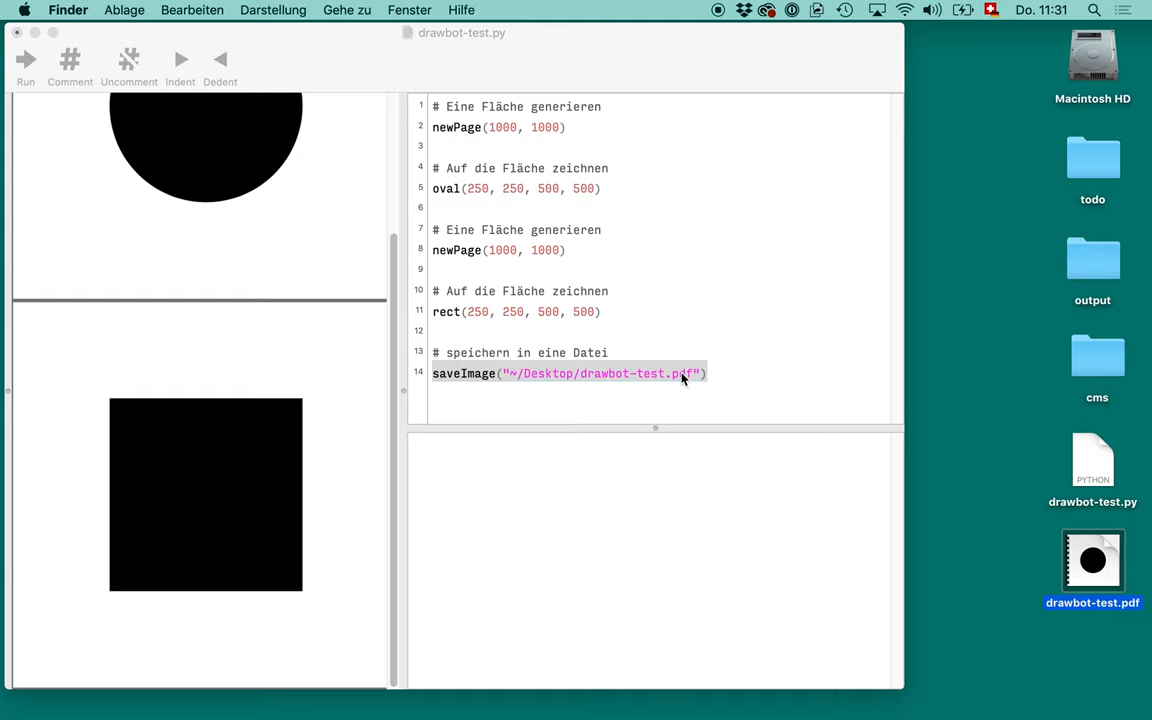 Finder Ablage Bearbeiten Darstellung Gehe zu Fenster Hilfe Do. 11:31
drawbot-test.py
Run Comment Uncomment Indent Dedent
1 # Eine Fläche generieren
2 newPage(1000, 1000)
3
4 # Auf die Fläche zeichnen
5 oval(250, 250, 500, 500)
6
7 # Eine Fläche generieren
8 newPage(1000, 1000)
9
10 # Auf die Fläche zeichnen
11 rect(250, 250, 500, 500)
12
13 # speichern in eine Datei
14 saveImage("~/Desktop/drawbot-test.pdf")
Macintosh HD
todo
output
cms
PYTHON
drawbot-test.py
drawbot-test.pdf